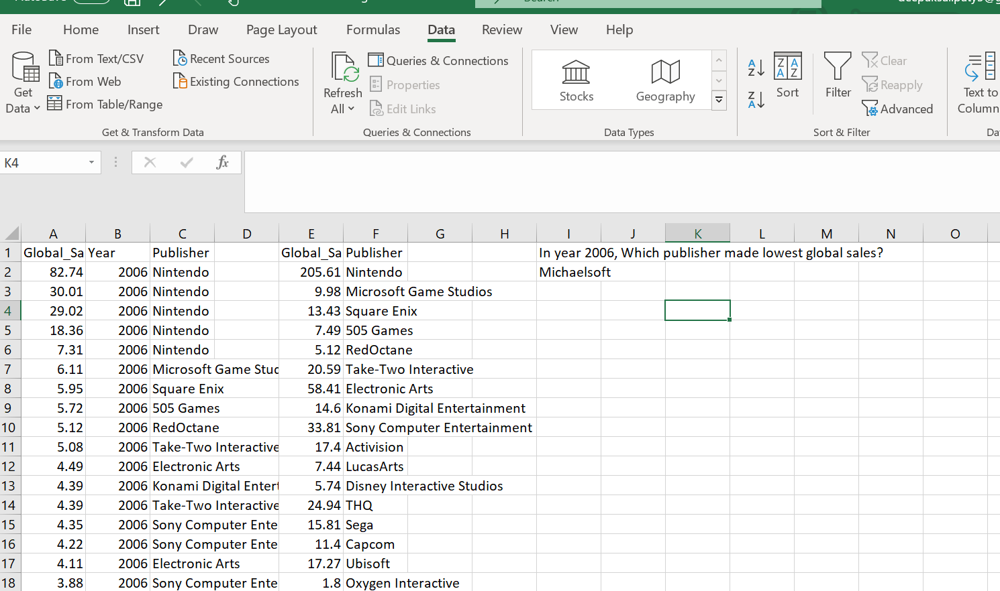 File Home Insert Draw Page Layout Formulas Data Review View Help
From Text/CSV Recent Sources Queries & Connections Clear
From Web Existing Connections Properties Stocks Geography Sort Filter Reapply Text to
Get From Table/Range Refresh Edit Links Advanced Column
Data All
Get & Transform Data Queries & Connections Data Types Sort & Filter
K4 fx
A B C D E F G H I J K L M N O
1 Global_Sa Year Publisher Global_Sa Publisher In year 2006, Which publisher made lowest global sales?
2 82.74 2006 Nintendo 205.61 Nintendo Michaelsoft
3 30.01 2006 Nintendo 9.98 Microsoft Game Studios
4 29.02 2006 Nintendo 13.43 Square Enix
5 18.36 2006 Nintendo 7.49 505 Games
6 7.31 2006 Nintendo 5.12 RedOctane
7 6.11 2006 Microsoft Game Stud 20.59 Take-Two Interactive
8 5.95 2006 Square Enix 58.41 Electronic Arts
9 5.72 2006 505 Games 14.6 Konami Digital Entertainment
10 5.12 2006 RedOctane 33.81 Sony Computer Entertainment
11 5.08 2006 Take-Two Interactive 17.4 Activision
12 4.49 2006 Electronic Arts 7.44 LucasArts
13 4.39 2006 Konami Digital Entert 5.74 Disney Interactive Studios
14 4.39 2006 Take-Two Interactive 24.94 THQ
15 4.35 2006 Sony Computer Ente 15.81 Sega
16 4.22 2006 Sony Computer Ente 11.4 Capcom
17 4.11 2006 Electronic Arts 17.27 Ubisoft
18 3.88 2006 Sony Computer Ente 1.8 Oxygen Interactive